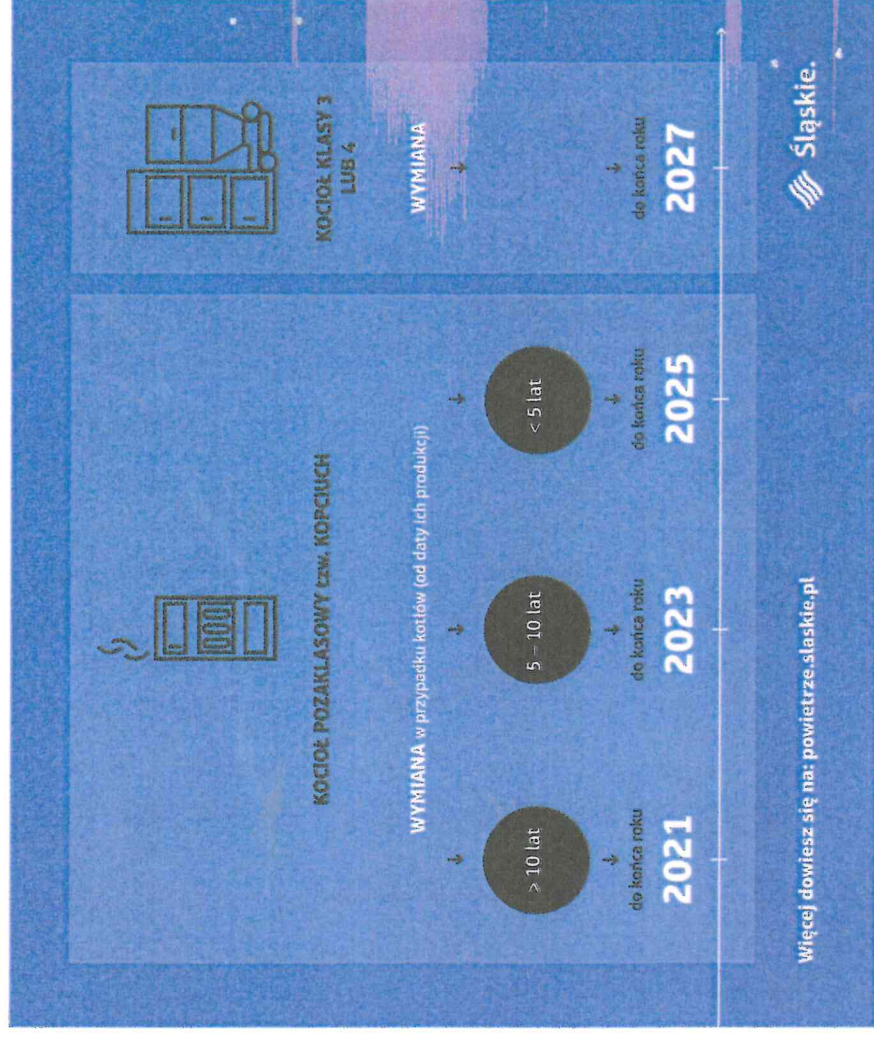 KOCIOŁ POZAKLASOWY tzw. KOPCIUCH
WYMIANA w przypadku kotłów (od daty ich produkcji)
> 10 lat
do końca roku
2021
5 – 10 lat
do końca roku
2023
< 5 lat
do końca roku
2025
KOCIOŁ KLASY 3
LUB 4
WYMIANA
do końca roku
2027
Więcej dowiesz się na: powietrze.slaskie.pl
Śląskie.